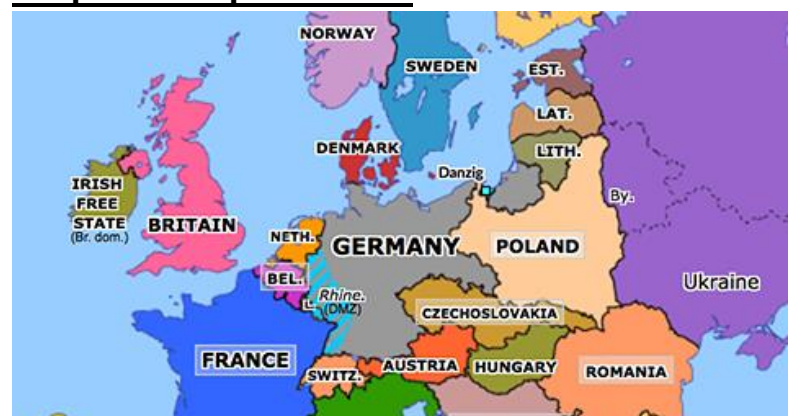 NORWAY
SWEDEN
EST.
LAT.
DENMARK
LITH.
Danzig
IRISH
FREE
STATE
(Br. dom.)
BRITAIN
By.
NETH.
GERMANY
POLAND
BEL.
Ukraine
Rhine.
(DMZ)
L.
CZECHOSLOVAKIA
FRANCE
SWITZ.
AUSTRIA
HUNGARY
ROMANIA